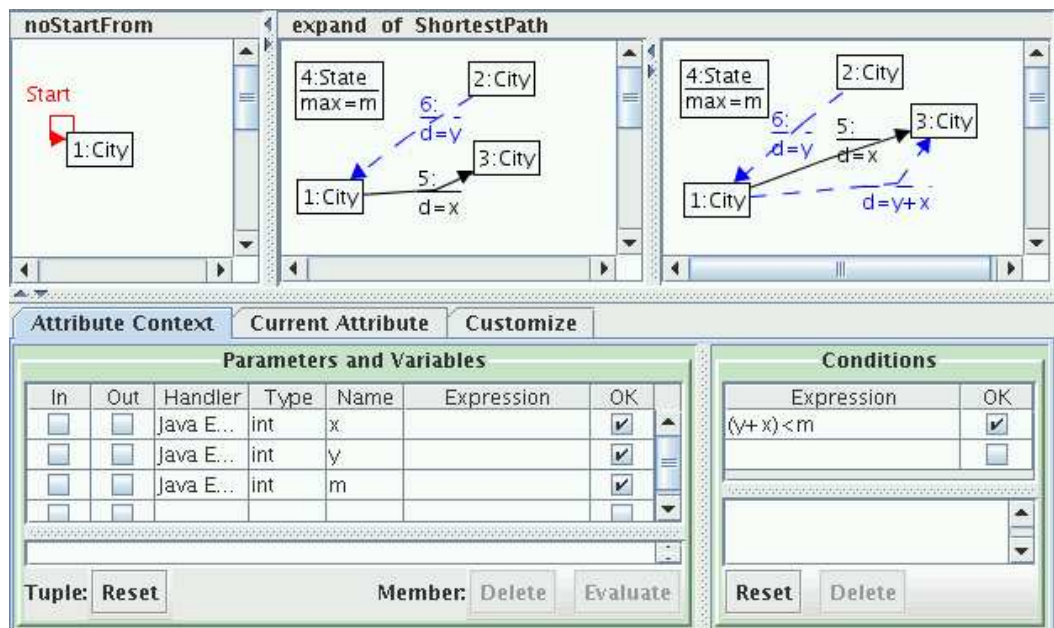 noStartFrom
expand of ShortestPath
Start
1:City
4:State
max=m
2:City
6:
d=y
3:City
5:
1:City
d=x
4:State
max=m
2:City
6:
5:
3:City
d=y
d=x
1:City
d=y+x
Attribute Context
Current Attribute
Customize
Parameters and Variables
In Out Handler Type Name Expression OK
Java E... int x
Java E... int y
Java E... int m
Tuple: Reset
Member: Delete Evaluate
Conditions
Expression OK
(y+x)<m
Reset Delete